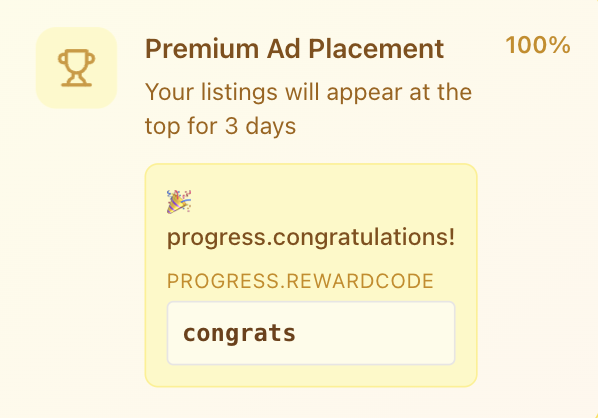 Premium Ad Placement
100%
Your listings will appear at the
top for 3 days
🎉
progress.congratulations!
PROGRESS.REWARDCODE
congrats